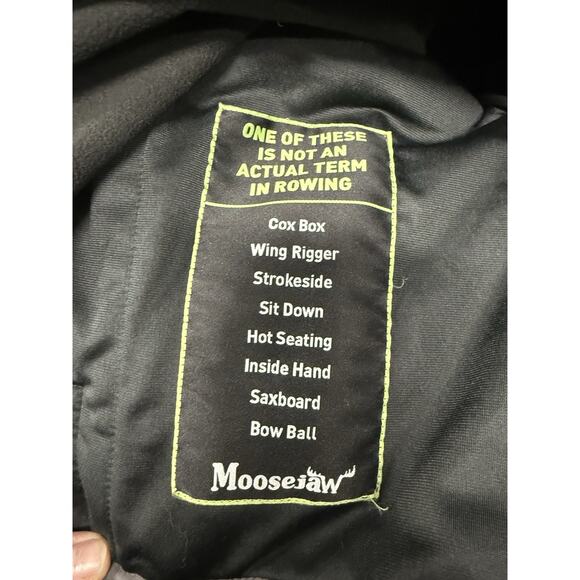 ONE OF THESE
IS NOT AN
ACTUAL TERM
IN ROWING
Cox Box
Wing Rigger
Strokeside
Sit Down
Hot Seating
Inside Hand
Saxboard
Bow Ball
Moosejaw